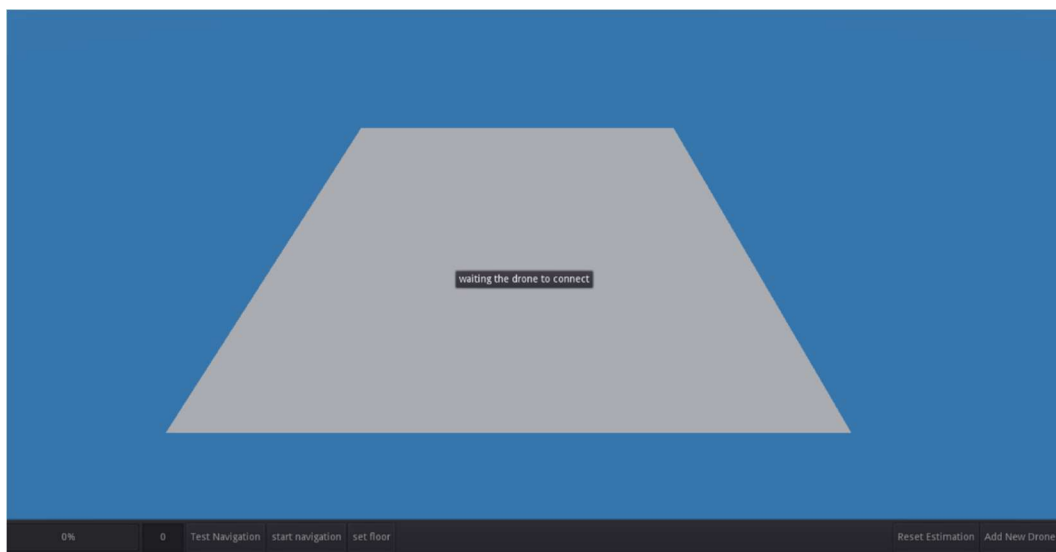 waiting the drone to connect
0% 0 Test Navigation start navigation set floor Reset Estimation Add New Drone